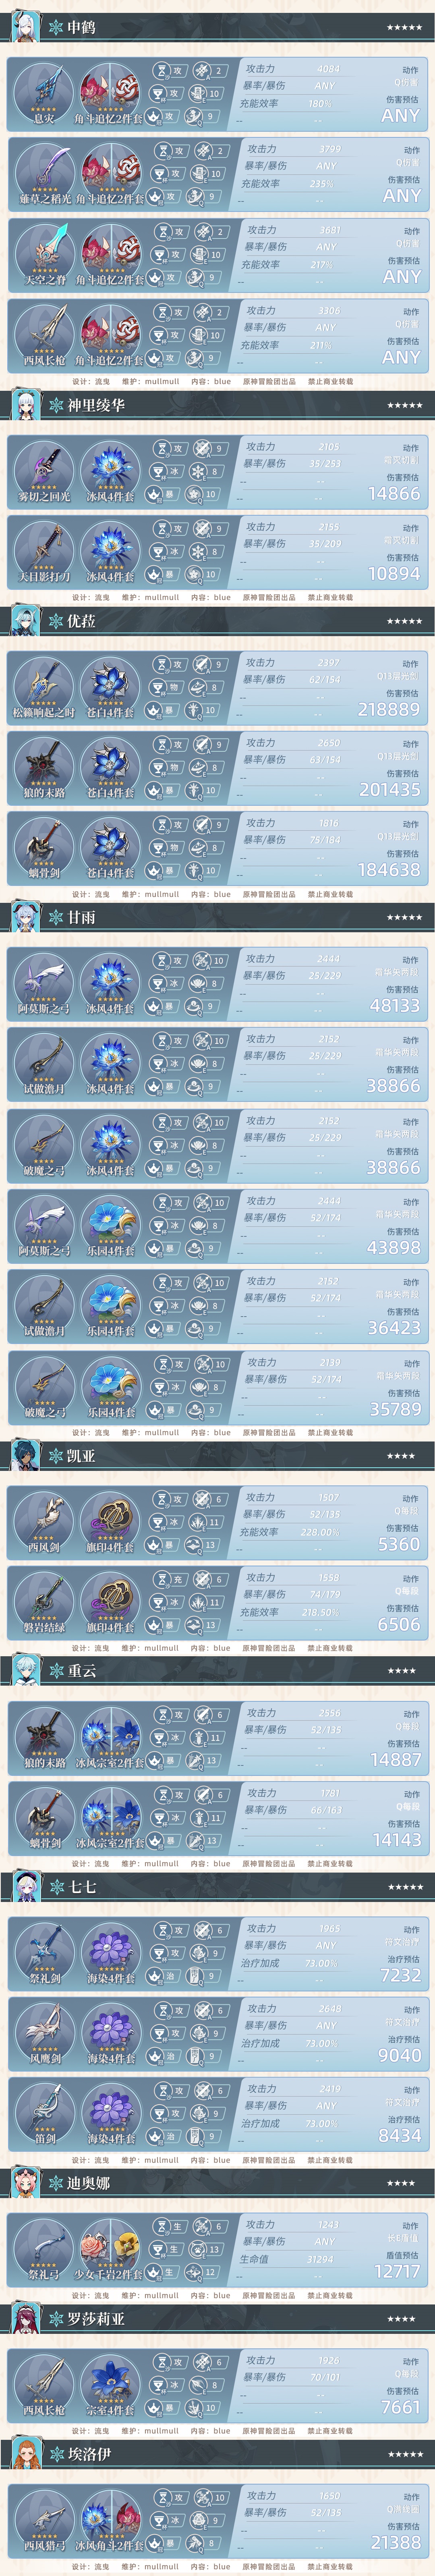 申鹤 ★★★★★
攻 2 攻击力 4084 动作
攻 10 暴率/暴伤 ANY Q伤害
息灾 角斗追忆2件套 攻 9 充能效率 180% 伤害预估
-- -- ANY
攻 2 攻击力 3799 动作
攻 10 暴率/暴伤 ANY Q伤害
薙草之稻光 角斗追忆2件套 攻 9 充能效率 235% 伤害预估
-- -- ANY
攻 2 攻击力 3681 动作
攻 10 暴率/暴伤 ANY Q伤害
天空之脊 角斗追忆2件套 攻 9 充能效率 217% 伤害预估
-- -- ANY
攻 2 攻击力 3308 动作
攻 10 暴率/暴伤 ANY Q伤害
西风长枪 角斗追忆2件套 攻 9 充能效率 211% 伤害预估
-- -- ANY
设计：流曳 维护：mullmull 内容：blue 原神冒险团出品 禁止商业转载
神里绫华 ★★★★★
攻 9 攻击力 2105 动作
冰 8 暴率/暴伤 35/253 霜咒切割
雾切之回光 冰风4件套 暴 10 -- -- 伤害预估
-- -- 14866
攻 9 攻击力 2155 动作
冰 8 暴率/暴伤 35/209 霜咒切割
天目影打刀 冰风4件套 暴 10 -- -- 伤害预估
-- -- 10894
设计：流曳 维护：mullmull 内容：blue 原神冒险团出品 禁止商业转载
优菈 ★★★★★
攻 9 攻击力 2397 动作
物 8 暴率/暴伤 62/154 Q13层光剑
松籁响起之时 苍白4件套 暴 10 -- -- 伤害预估
-- -- 218889
攻 9 攻击力 2650 动作
物 8 暴率/暴伤 63/154 Q13层光剑
狼的末路 苍白4件套 暴 10 -- -- 伤害预估
-- -- 201435
攻 9 攻击力 1816 动作
物 8 暴率/暴伤 75/184 Q13层光剑
螭骨剑 苍白4件套 暴 10 -- -- 伤害预估
-- -- 184638
设计：流曳 维护：mullmull 内容：blue 原神冒险团出品 禁止商业转载
甘雨 ★★★★★
攻 10 攻击力 2444 动作
冰 8 暴率/暴伤 25/229 霜华矢两段
阿莫斯之弓 冰风4件套 暴 9 -- -- 伤害预估
-- -- 48133
攻 10 攻击力 2152 动作
冰 8 暴率/暴伤 25/229 霜华矢两段
试做澹月 冰风4件套 暴 9 -- -- 伤害预估
-- -- 38866
攻 10 攻击力 2152 动作
冰 8 暴率/暴伤 25/229 霜华矢两段
破魔之弓 冰风4件套 暴 9 -- -- 伤害预估
-- -- 38866
攻 10 攻击力 2444 动作
冰 8 暴率/暴伤 52/174 霜华矢两段
阿莫斯之弓 乐园4件套 暴 9 -- -- 伤害预估
-- -- 43898
攻 10 攻击力 2152 动作
冰 8 暴率/暴伤 52/174 霜华矢两段
试做澹月 乐园4件套 暴 9 -- -- 伤害预估
-- -- 36423
攻 10 攻击力 2139 动作
冰 8 暴率/暴伤 52/174 霜华矢两段
破魔之弓 乐园4件套 暴 9 -- -- 伤害预估
-- -- 35789
设计：流曳 维护：mullmull 内容：blue 原神冒险团出品 禁止商业转载
凯亚 ★★★★
攻 6 攻击力 1507 动作
冰 11 暴率/暴伤 52/135 Q每段
西风剑 旗印4件套 暴 13 充能效率 228.00% 伤害预估
-- -- 5360
充 6 攻击力 1558 动作
冰 11 暴率/暴伤 74/179 Q每段
磐岩结绿 旗印4件套 暴 13 充能效率 218.50% 伤害预估
-- -- 6506
设计：流曳 维护：mullmull 内容：blue 原神冒险团出品 禁止商业转载
重云 ★★★★
攻 6 攻击力 2556 动作
冰 11 暴率/暴伤 52/135 Q每段
狼的末路 冰风宗室2件套 暴 13 -- -- 伤害预估
-- -- 14887
攻 6 攻击力 1781 动作
冰 11 暴率/暴伤 66/163 Q每段
螭骨剑 冰风宗室2件套 暴 13 -- -- 伤害预估
-- -- 14143
设计：流曳 维护：mullmull 内容：blue 原神冒险团出品 禁止商业转载
七七 ★★★★★
攻 6 攻击力 1965 动作
攻 9 暴率/暴伤 ANY 符文治疗
祭礼剑 海染4件套 治 9 治疗加成 73.00% 治疗预估
-- -- 7232
攻 6 攻击力 2648 动作
攻 9 暴率/暴伤 ANY 符文治疗
风鹰剑 海染4件套 治 9 治疗加成 73.00% 治疗预估
-- -- 9040
攻 6 攻击力 2419 动作
攻 9 暴率/暴伤 ANY 符文治疗
笛剑 海染4件套 治 9 治疗加成 73.00% 治疗预估
-- -- 8434
设计：流曳 维护：mullmull 内容：blue 原神冒险团出品 禁止商业转载
迪奥娜 ★★★★
生 6 攻击力 1243 动作
生 13 暴率/暴伤 ANY 长E盾值
祭礼弓 少女千岩2件套 生 12 生命值 31294 盾值预估
-- -- 12717
设计：流曳 维护：mullmull 内容：blue 原神冒险团出品 禁止商业转载
罗莎莉亚 ★★★★
攻 9 攻击力 1926 动作
冰 8 暴率/暴伤 70/101 Q每段
西风长枪 宗室4件套 暴 10 -- -- 伤害预估
-- -- 7661
设计：流曳 维护：mullmull 内容：blue 原神冒险团出品 禁止商业转载
埃洛伊 ★★★★★
攻 10 攻击力 1650 动作
冰 9 暴率/暴伤 52/135
西风猎弓 冰风角斗2件套 暴 8 -- -- 伤害预估
-- -- 21388
设计：流曳 维护：mullmull 内容：blue 原神冒险团出品 禁止商业转载